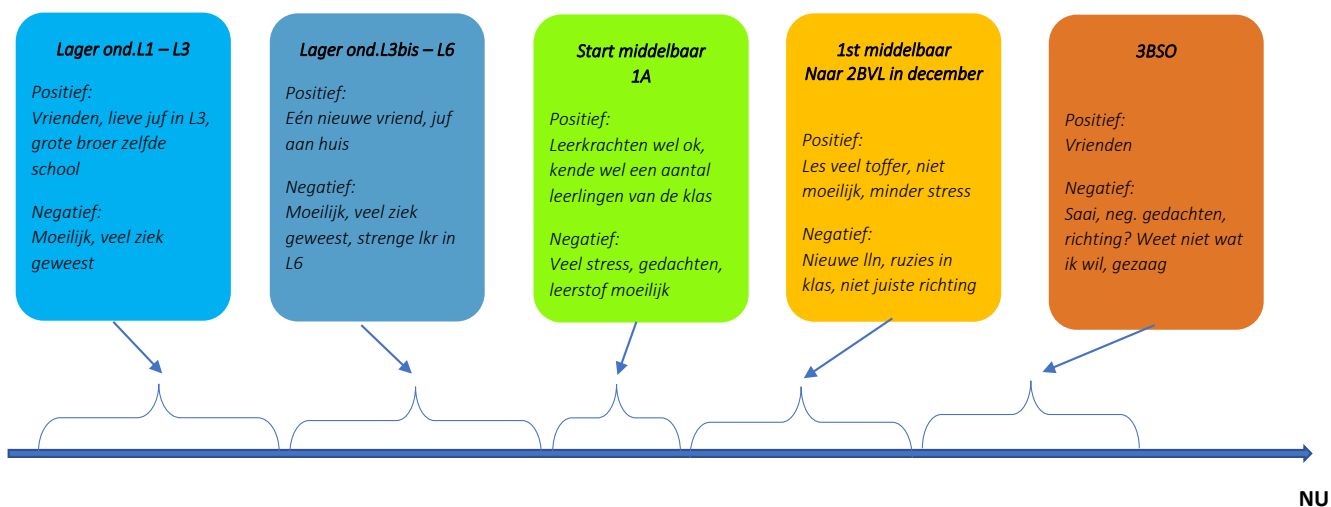 Lager ond.L1 – L3
Positief:
Vrienden, lieve juf in L3,
grote broer zelfde
school
Negatief:
Moeilijk, veel ziek
geweest
Lager ond.L3bis – L6
Positief:
Eén nieuwe vriend, juf
aan huis
Negatief:
Moeilijk, veel ziek
geweest, strenge lkr in
L6
Start middelbaar
1A
Positief:
Leerkrachten wel ok,
kende wel een aantal
leerlingen van de klas
Negatief:
Veel stress, gedachten,
leerstof moeilijk
1st middelbaar
Naar 2BVL in december
Positief:
Les veel toffer, niet
moeilijk, minder stress
Negatief:
Nieuwe lln, ruzies in
klas, niet juiste richting
3BSO
Positief:
Vrienden
Negatief:
Saai, neg. gedachten,
richting? Weet niet wat
ik wil, gezaag
NU